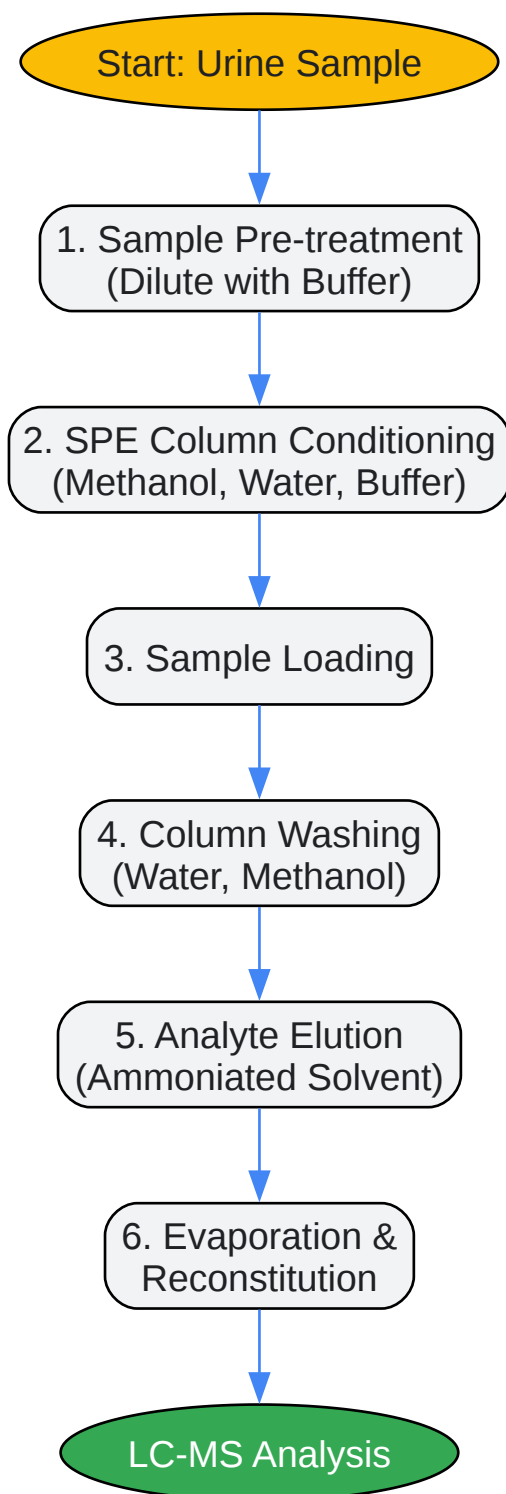 Start: Urine Sample
1. Sample Pre-treatment
(Dilute with Buffer)
2. SPE Column Conditioning
(Methanol, Water, Buffer)
3. Sample Loading
4. Column Washing
(Water, Methanol)
5. Analyte Elution
(Ammoniated Solvent)
6. Evaporation &
Reconstitution
LC-MS Analysis